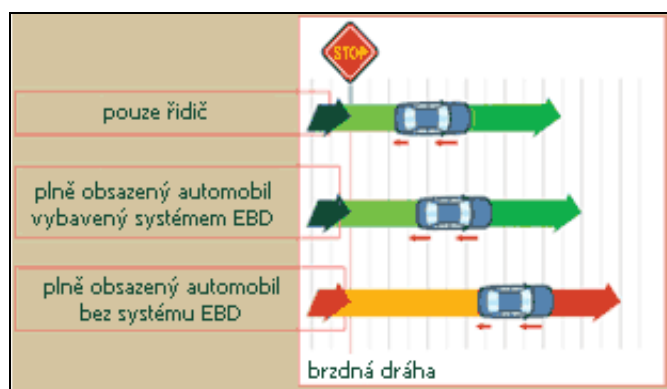 STOP
pouze řidič
plně obsazený automobil
vybavený systémem EBD
plně obsazený automobil
bez systému EBD
brzdná dráha